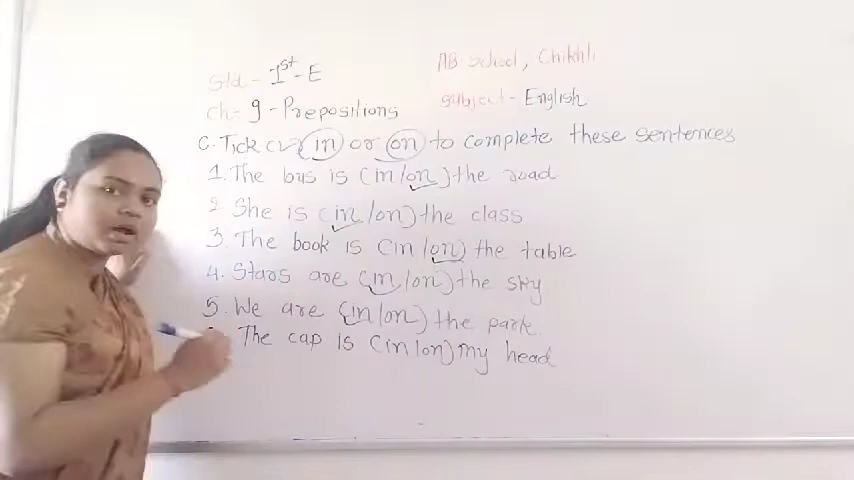 Std - Ist - E
AB school, Chikhli
Ch- 9 - Prepositions
Subject - English
C. Tick (✓) in or on to complete these sentences
1. The bus is (in/on) the road
2 She is (in/on) the class
3. The book is (in/on) the table
4. Stars are (in/on) the sky
5. We are (in/on) the park.
The cap is (in/on) my head